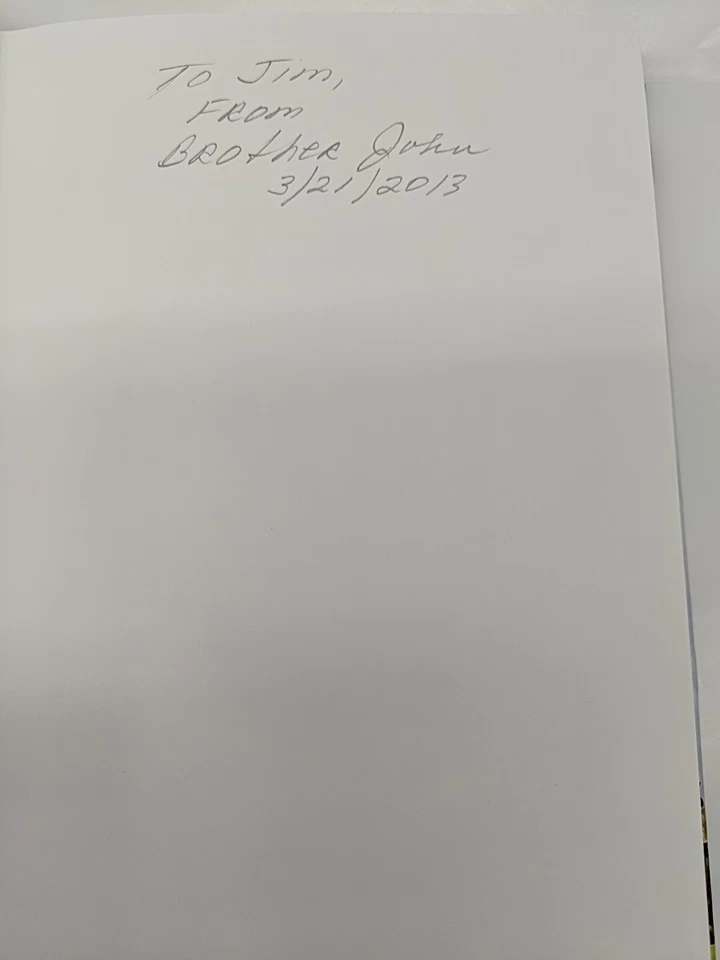 To Jim,
FROM
BROTHER John
3/21/2013